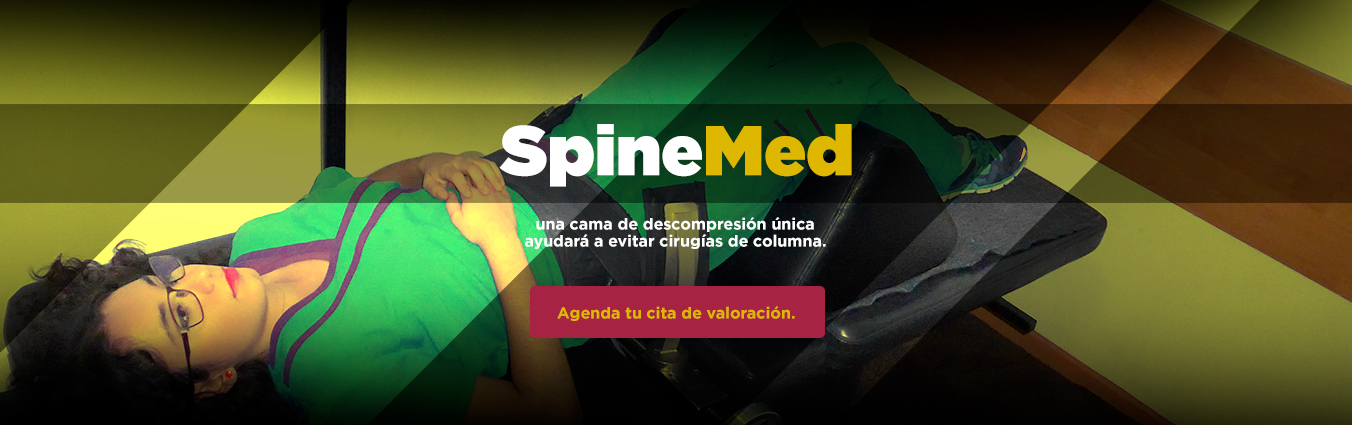 SpineMed
una cama de descompresión única
ayudará a evitar cirugías de columna.
Agenda tu cita de valoración.